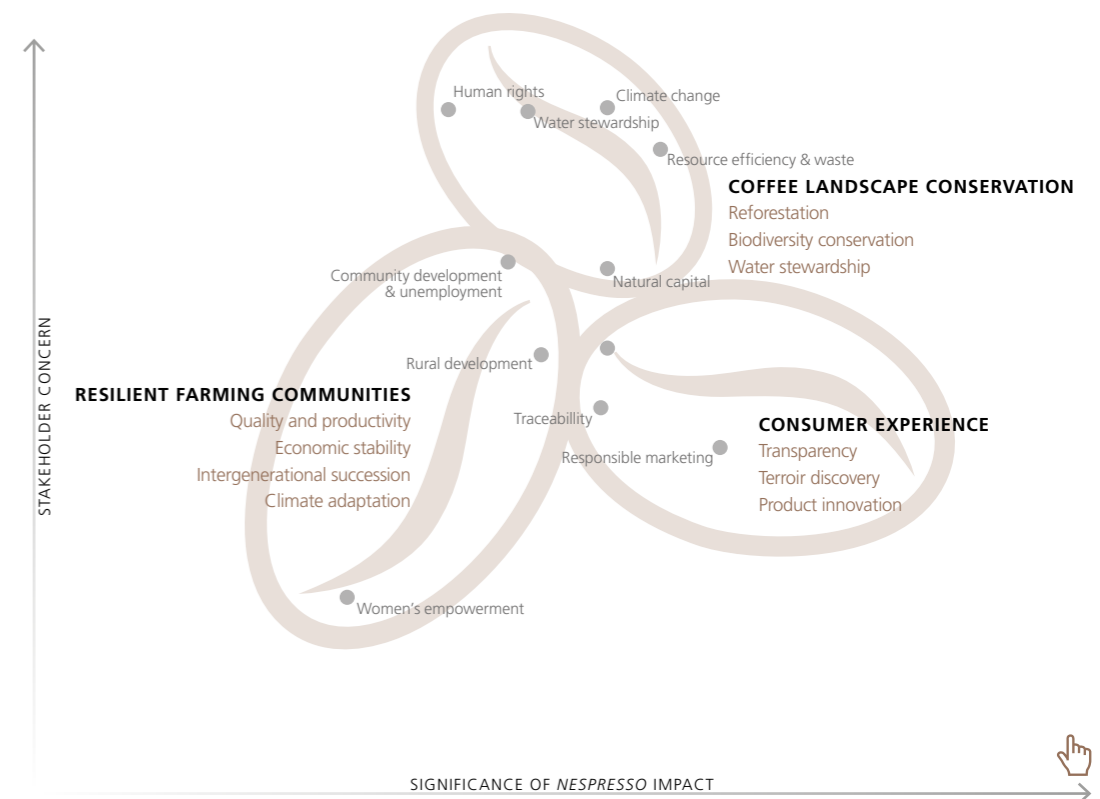 Human rights
Climate change
Water stewardship
Resource efficiency & waste
COFFEE LANDSCAPE CONSERVATION
Reforestation
Biodiversity conservation
Water stewardship
Community development
& unemployment
Natural capital
STAKEHOLDER CONCERN
Rural development
RESILIENT FARMING COMMUNITIES
Quality and productivity
Economic stability
Intergenerational succession
Climate adaptation
Traceabillity
Responsible marketing
CONSUMER EXPERIENCE
Transparency
Terroir discovery
Product innovation
Women's empowerment
SIGNIFICANCE OF NESPRESSO IMPACT